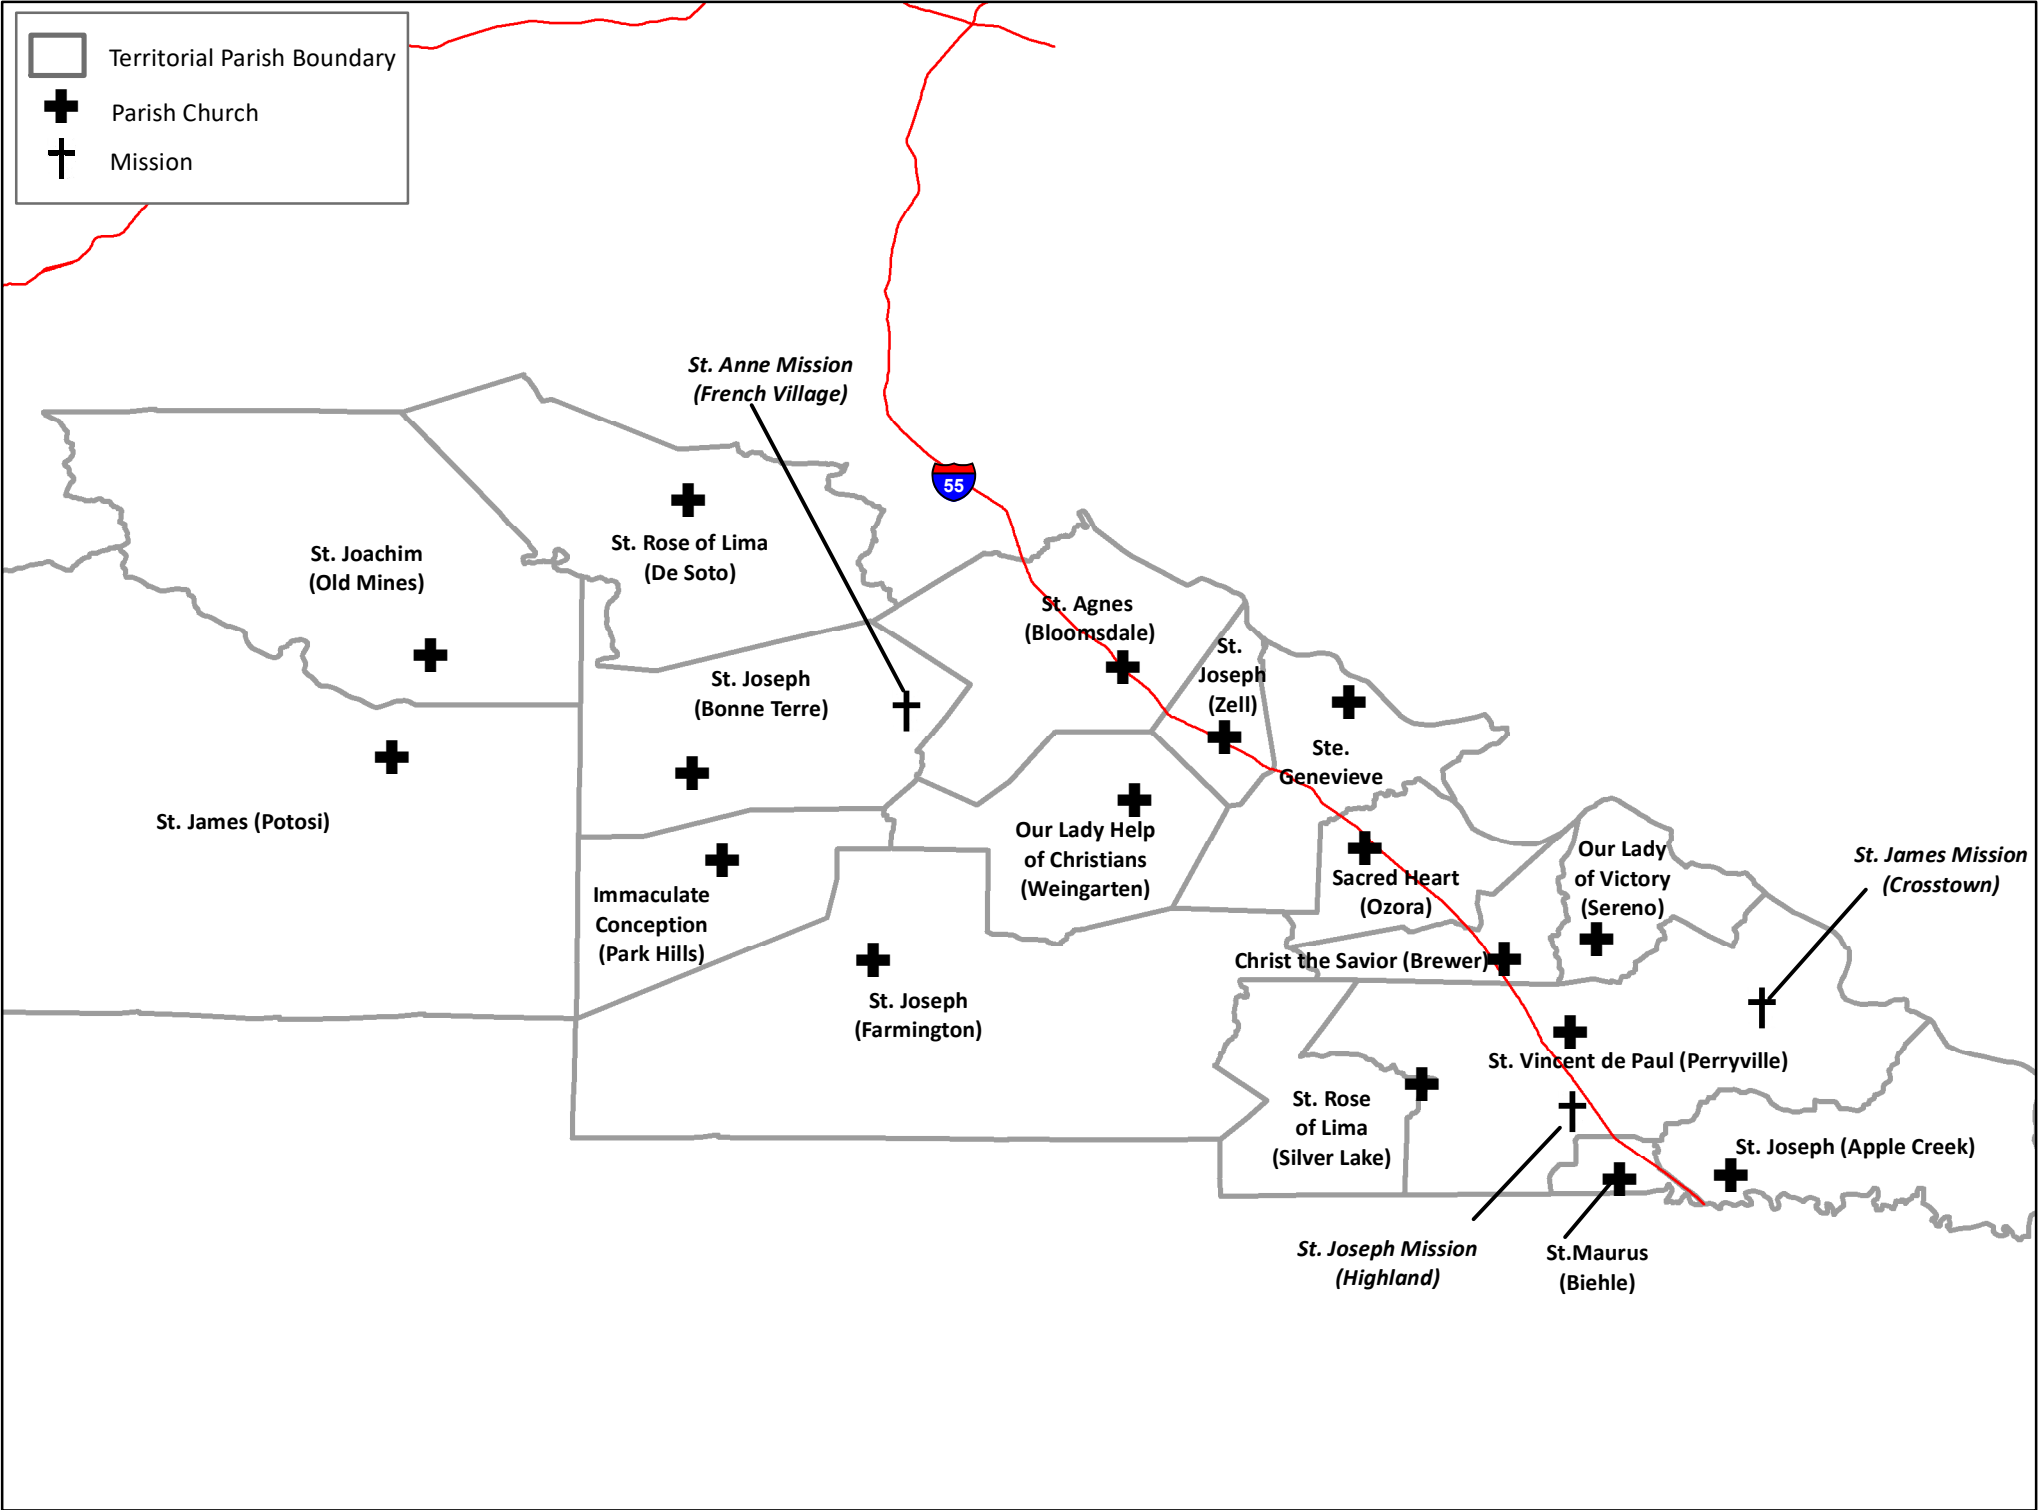 Territorial Parish Boundary
Parish Church
Mission
St. Anne Mission
(French Village)
55
St. Joachim
(Old Mines)
St. Rose of Lima
(De Soto)
St. Agnes
(Bloomsdale)
St.
Joseph
(Zell)
St. Joseph
(Bonne Terre)
Ste.
Genevieve
St. James (Potosi)
Our Lady Help
of Christians
(Weingarten)
Immaculate
Conception
(Park Hills)
Sacred Heart
(Ozora)
Our Lady
of Victory
(Sereno)
St. James Mission
(Crosstown)
Christ the Savior (Brewer)
St. Joseph
(Farmington)
St. Vincent de Paul (Perryville)
St. Rose
of Lima
(Silver Lake)
St. Joseph (Apple Creek)
St. Joseph Mission
(Highland)
St.Maurus
(Biehle)